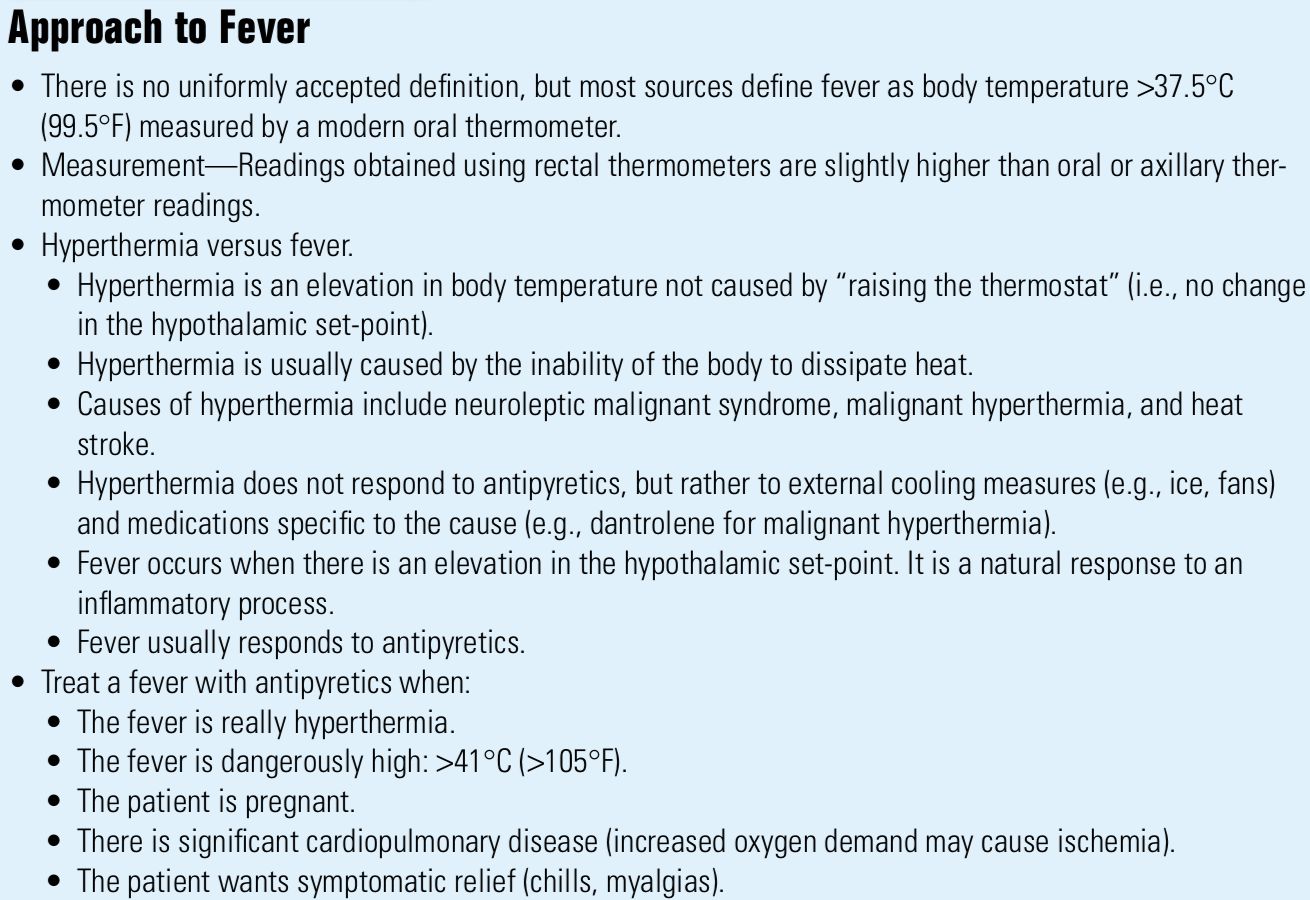 Approach to Fever
• There is no uniformly accepted definition, but most sources define fever as body temperature >37.5°C
(99.5°F) measured by a modern oral thermometer.
• Measurement—Readings obtained using rectal thermometers are slightly higher than oral or axillary ther-
mometer readings.
• Hyperthermia versus fever.
• Hyperthermia is an elevation in body temperature not caused by “raising the thermostat” (i.e., no change
in the hypothalamic set-point).
• Hyperthermia is usually caused by the inability of the body to dissipate heat.
• Causes of hyperthermia include neuroleptic malignant syndrome, malignant hyperthermia, and heat
stroke.
• Hyperthermia does not respond to antipyretics, but rather to external cooling measures (e.g., ice, fans)
and medications specific to the cause (e.g., dantrolene for malignant hyperthermia).
• Fever occurs when there is an elevation in the hypothalamic set-point. It is a natural response to an
inflammatory process.
• Fever usually responds to antipyretics.
• Treat a fever with antipyretics when:
• The fever is really hyperthermia.
• The fever is dangerously high: >41°C (>105°F).
• The patient is pregnant.
• There is significant cardiopulmonary disease (increased oxygen demand may cause ischemia).
• The patient wants symptomatic relief (chills, myalgias).